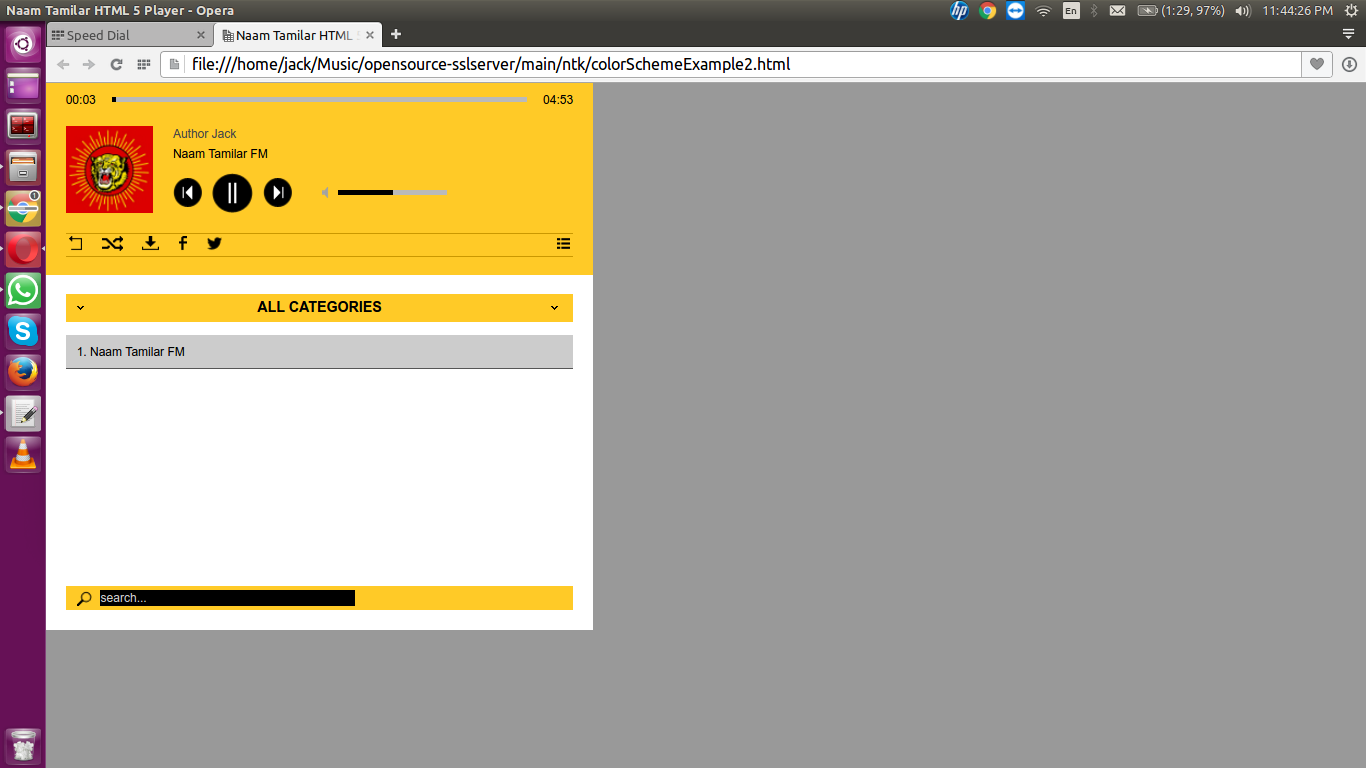 Naam Tamilar HTML 5 Player - Opera
hp
En
(1:29, 97%)
11:44:26 PM
Speed Dial
Naam Tamilar HTML 5
file:///home/jack/Music/opensource-sslserver/main/ntk/colorSchemeExample2.html
00:03
04:53
Author Jack
Naam Tamilar FM
ALL CATEGORIES
1. Naam Tamilar FM
search...
1